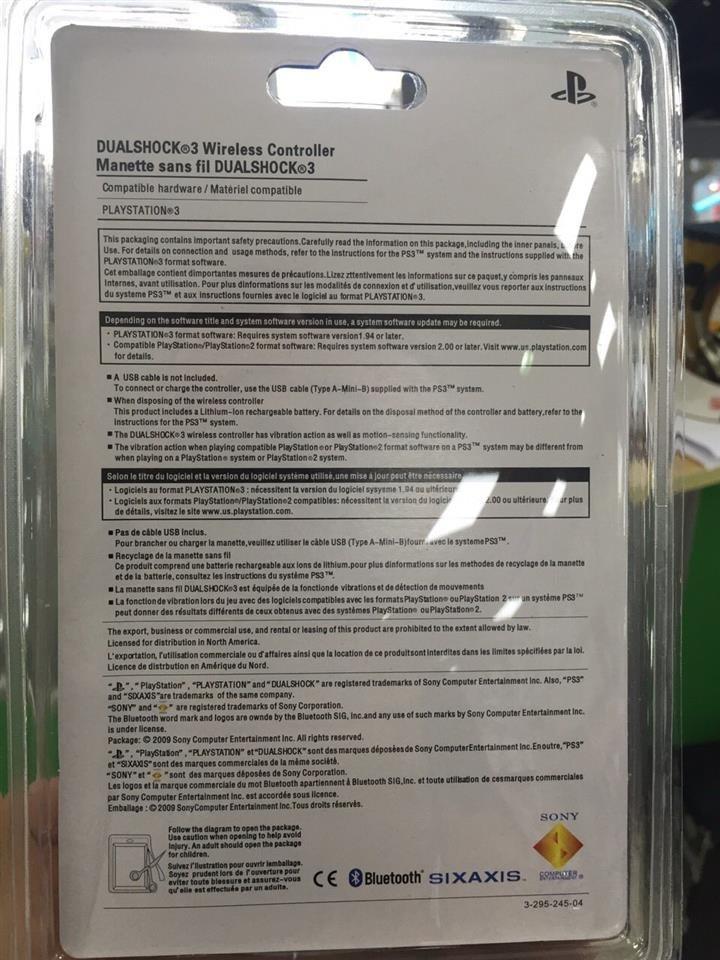 DUALSHOCK®3 Wireless Controller
Manette sans fil DUALSHOCK®3
Compatible hardware / Matériel compatible
PLAYSTATION®3
This packaging contains important safety precautions.Carefully read the information on this package,including the inner panels,
Use. For details on connection and usage methods, refer to the instructions for the PS3™ system and the instructions supplied with the
PLAYSTATION®3 format software.
Cet emballage contient dimportantes mesures de précautions.Lizez zttentivement les informations sur ce paquet,y compris les panneaux
Internes, avant utilisation. Pour plus dinformations sur les modalités de connexion et d' utilisation,veuillez vous reporter aux instructions
du systeme PS3™ et aux insructions fournies avec le logiciel au format PLAYSTATION®3.
Depending on the software title and system software version in use, a system software update may be required.
· PLAYSTATION®3 format software: Requires system software version1.94 or later.
· Compatible PlayStation®/PlayStation®2 format software: Requires system software version 2.00 or later. Visit www.us.playstation.com
for details.
■ A USB cable is not included.
To connect or charge the controller, use the USB cable (Type A-Mini-B) supplied with the PS3™ system.
■ When disposing of the wireless controller
This product includes a Lithium-Ion rechargeable battery. For details on the disposal method of the controller and battery,refer to the
instructions for the PS3™ system.
■ The DUALSHOCK®3 wireless controller has vibration action as well as motion-sensing functionality.
■ The vibration action when playing compatible PlayStation®or PlayStation®2 format software on a PS3™ system may be different from
when playing on a PlayStation® system or PlayStation®2 system.
Selon le titre du logiciel et la version du logiciel système utilisé,une mise à jour peut être nécessaire
· Logiciels au format PLAYSTATION®3 : nécessitent la version du logiciel sysyeme 1.94 ou ultérieur
· Logiciels aux formats PlayStation®/PlayStation®2 compatibles: nécessitent la version du logiciel 2.00 ou ultérieure. plus
de détails, visitez le site www.us.playstation.com.
■ Pas de câble USB inclus.
Pour brancher ou charger la manette,veuillez utiliser le câble USB (Type A-Mini-B) avec le systeme PS3™.
■ Recyclage de la manette sans fil
Ce produit comprend une batterie rechargeable aux ions de lithium.pour plus dinformations sur les methodes de recyclage de la manette
et de la batterie, consultez les instructions du système PS3™.
■ La manette sans fil DUALSHOCK®3 est équipée de la fonctionde vibrations et de détection de mouvements
■ La fonction de vibration lors du jeu avec des logiciels compatibles avec les formats PlayStation® ou PlayStation 2 sur un système PS3™
peut donner des résultats différents de ceux obtenus avec des systèmes PlayStation® ou PlayStation®2.
The export, business or commercial use, and rental or leasing of this product are prohibited to the extent allowed by law.
Licensed for distribution in North America.
L'exportation, l'utilisation commerciale ou d'affaires ainsi que la location de ce produitsont interdites dans les limites spécifiées par la loi.
Licence de distribution en Amérique du Nord.
" ", " PlayStation" , "PLAYSTATION" and "DUALSHOCK" are registered trademarks of Sony Computer Entertainment Inc. Also, "PS3"
and "SIXAXIS"are trademarks of the same company.
"SONY" and " " are registered trademarks of Sony Corporation.
The Bluetooth word mark and logos are ownde by the Bluetooth SIG, Inc.and any use of such marks by Sony Computer Entertainment Inc.
is under license.
Package: © 2009 Sony Computer Entertainment Inc. All rights reserved.
" ", "PlayStation" , "PLAYSTATION" et "DUALSHOCK" sont des marques déposées de Sony Computer Entertainment Inc.En outre, "PS3"
et "SIXAXIS" sont des marques commerciales de la même société.
"SONY" et " " sont des marques déposées de Sony Corporation.
Les logos et la marque commerciale du mot Bluetooth apartiennent à Bluetooth SIG,Inc. et toute utilisation de cesmarques commerciales
par Sony Computer Entertainment Inc. est accordée sous licence.
Emballage : © 2009 Sony Computer Entertainment Inc. Tous droits réservés.
Follow the diagram to open the package.
Use caution when opening to help avoid
injury. An adult should open the package
for children.
Suivez l'illustration pour ouvrir lemballage.
Soyez prudent lors de l'ouverture pour
eviter toute blessure et assurez-vous
qu'elle est effectuée par un adulte.
CE Bluetooth® SIXAXIS™
SONY
COMPUTER
ENTERTAINMENT®
3-295-245-04